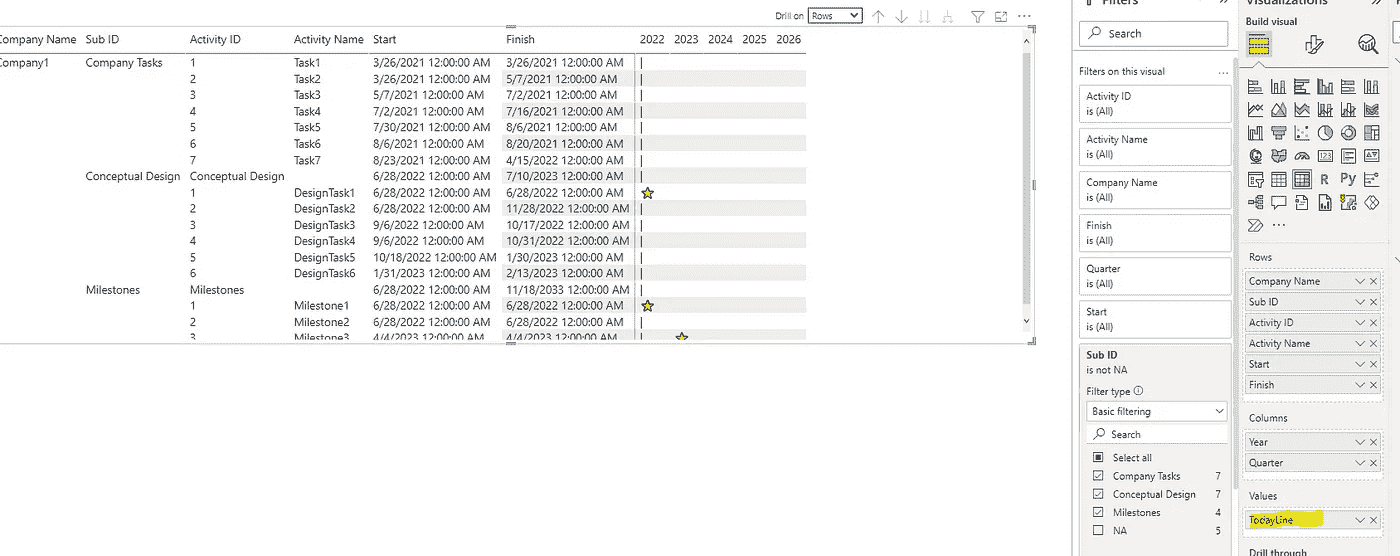 Drill on Rows
Company Name Sub ID Activity ID Activity Name Start Finish 2022 2023 2024 2025 2026
Company1 Company Tasks 1 Task1 3/26/2021 12:00:00 AM 3/26/2021 12:00:00 AM |
2 Task2 3/26/2021 12:00:00 AM 5/7/2021 12:00:00 AM |
3 Task3 5/7/2021 12:00:00 AM 7/2/2021 12:00:00 AM |
4 Task4 7/2/2021 12:00:00 AM 7/16/2021 12:00:00 AM |
5 Task5 7/30/2021 12:00:00 AM 8/6/2021 12:00:00 AM |
6 Task6 8/6/2021 12:00:00 AM 8/20/2021 12:00:00 AM |
7 Task7 8/23/2021 12:00:00 AM 4/15/2022 12:00:00 AM |
Conceptual Design Conceptual Design 6/28/2022 12:00:00 AM 7/10/2023 12:00:00 AM |
1 DesignTask1 6/28/2022 12:00:00 AM 6/28/2022 12:00:00 AM
2 DesignTask2 6/28/2022 12:00:00 AM 11/28/2022 12:00:00 AM |
3 DesignTask3 9/6/2022 12:00:00 AM 10/17/2022 12:00:00 AM |
4 DesignTask4 9/6/2022 12:00:00 AM 10/31/2022 12:00:00 AM |
5 DesignTask5 10/18/2022 12:00:00 AM 1/30/2023 12:00:00 AM |
6 DesignTask6 1/31/2023 12:00:00 AM 2/13/2023 12:00:00 AM |
Milestones Milestones 6/28/2022 12:00:00 AM 11/18/2033 12:00:00 AM |
1 Milestone1 6/28/2022 12:00:00 AM 6/28/2022 12:00:00 AM
2 Milestone2 6/28/2022 12:00:00 AM 6/28/2022 12:00:00 AM |
3 Milestone3 4/4/2023 12:00:00 AM 4/4/2023 12:00:00 AM
Filters
Search
Filters on this visual
Activity ID
is (All)
Activity Name
is (All)
Company Name
is (All)
Finish
is (All)
Quarter
is (All)
Start
is (All)
Sub ID
is not NA
Filter type
Basic filtering
Search
Select all
Company Tasks 7
Conceptual Design 7
Milestones 4
NA 5
Visualizations
Build visual
123
R Py
Rows
Company Name
Sub ID
Activity ID
Activity Name
Start
Finish
Columns
Year
Quarter
Values
TodayLine
Drill through